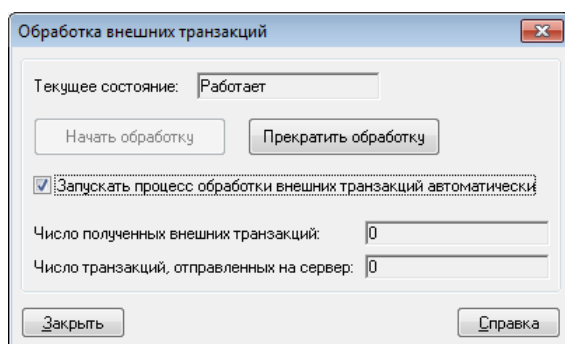 Обработка внешних транзакций
Текущее состояние: Работает
Начать обработку Прекратить обработку
Запускать процесс обработки внешних транзакций автоматически
Число полученных внешних транзакций: 0
Число транзакций, отправленных на сервер: 0
Закрыть Справка